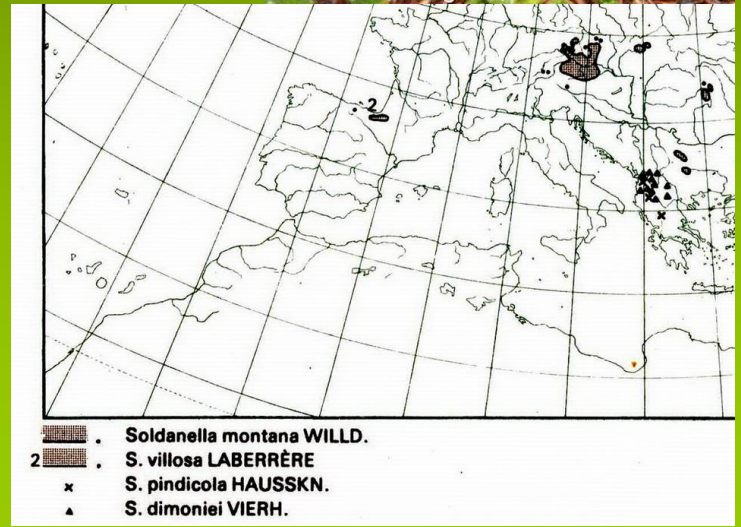 2
. Soldanella montana WILLD.
2 . S. villosa LABERRÈRE
x S. pindicola HAUSSKN.
▲ S. dimoniei VIERH.